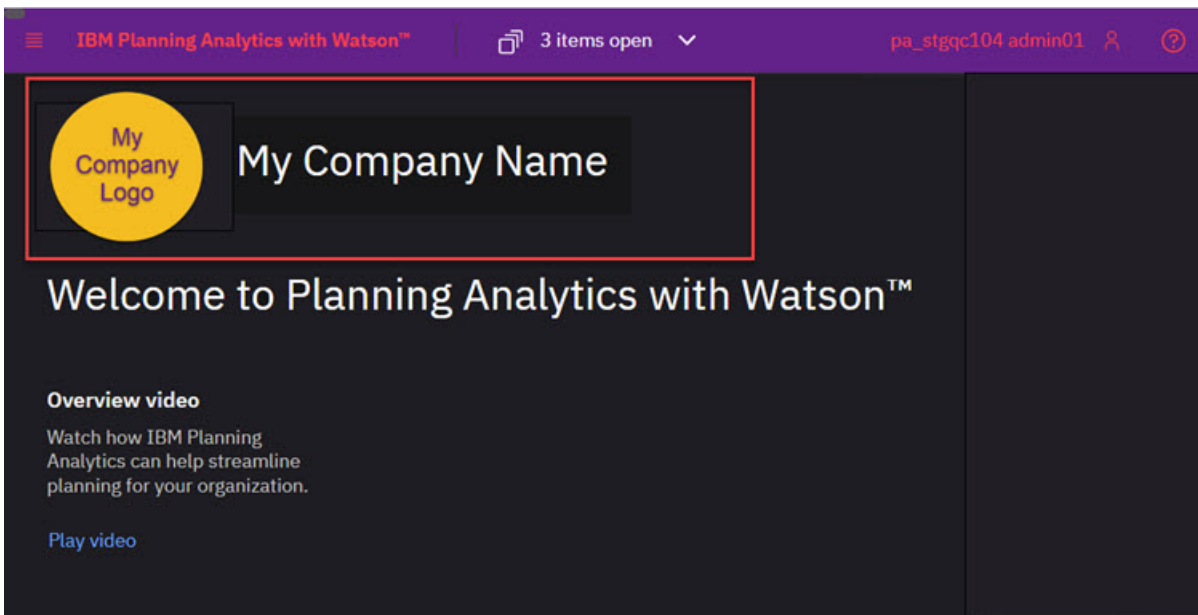 IBM Planning Analytics with Watson™
3 items open
pa_stgqc104 admin01
My
Company
Logo
My Company Name
Welcome to Planning Analytics with Watson™
Overview video
Watch how IBM Planning
Analytics can help streamline
planning for your organization.
Play video